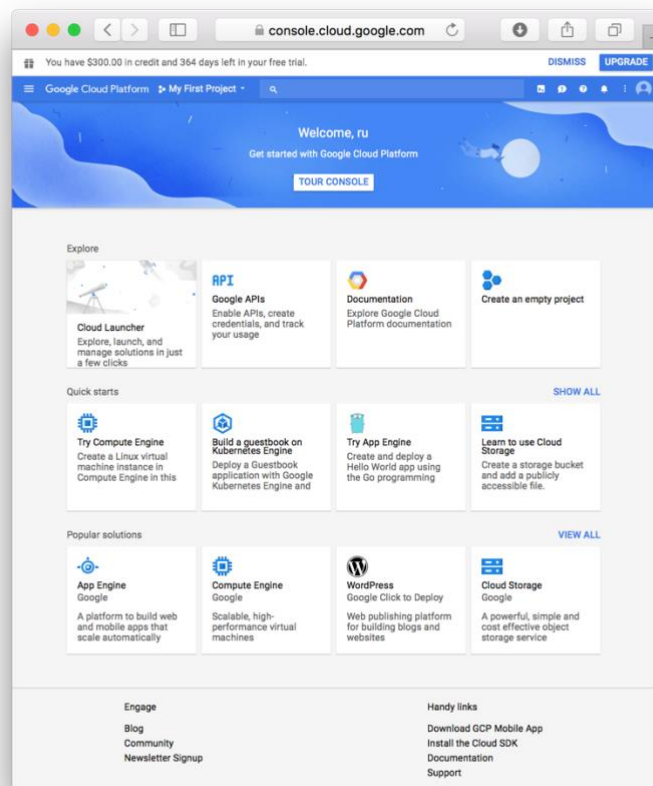 console.cloud.google.com
You have $300.00 in credit and 364 days left in your free trial.
DISMISS
UPGRADE
Google Cloud Platform
My First Project
Welcome, ru
Get started with Google Cloud Platform
TOUR CONSOLE
Explore
Cloud Launcher
Explore, launch, and
manage solutions in just
a few clicks
API
Google APIs
Enable APIs, create
credentials, and track
your usage
Documentation
Explore Google Cloud
Platform documentation
Create an empty project
Quick starts
SHOW ALL
Try Compute Engine
Create a Linux virtual
machine instance in
Compute Engine in this
Build a guestbook on
Kubernetes Engine
Deploy a Guestbook
application with Google
Kubernetes Engine and
Try App Engine
Create and deploy a
Hello World app using
the Go programming
Learn to use Cloud
Storage
Create a storage bucket
and add a publicly
accessible file.
Popular solutions
VIEW ALL
App Engine
Google
A platform to build web
and mobile apps that
scale automatically
Compute Engine
Google
Scalable, high-
performance virtual
machines
WordPress
Google Click to Deploy
Web publishing platform
for building blogs and
websites
Cloud Storage
Google
A powerful, simple and
cost effective object
storage service
Engage
Blog
Community
Newsletter Signup
Handy links
Download GCP Mobile App
Install the Cloud SDK
Documentation
Support